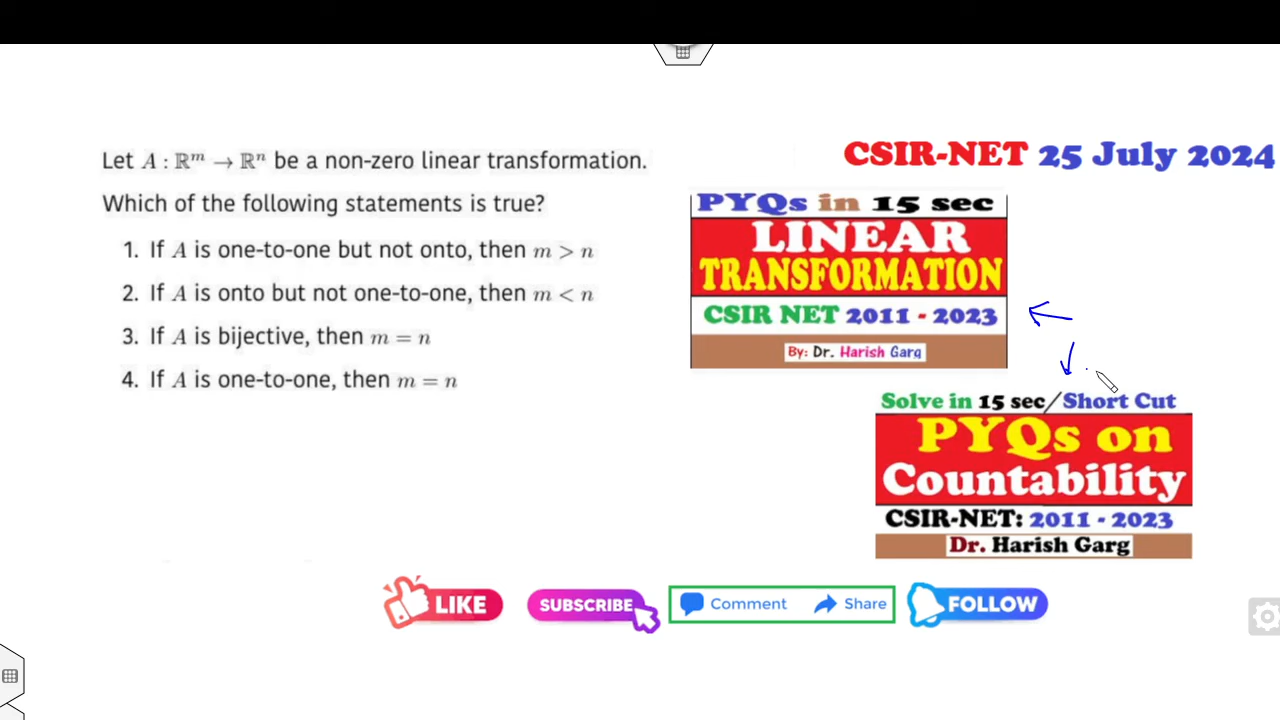 Let A : ℝᵐ → ℝⁿ be a non-zero linear transformation.
Which of the following statements is true?
1. If A is one-to-one but not onto, then m > n
2. If A is onto but not one-to-one, then m < n
3. If A is bijective, then m = n
4. If A is one-to-one, then m = n
CSIR-NET 25 July 2024
PYQs in 15 sec
LINEAR
TRANSFORMATION
CSIR NET 2011 - 2023
By: Dr. Harish Garg
Solve in 15 sec/Short Cut
PYQs on
Countability
CSIR-NET: 2011 - 2023
Dr. Harish Garg
LIKE
SUBSCRIBE
Comment
Share
FOLLOW